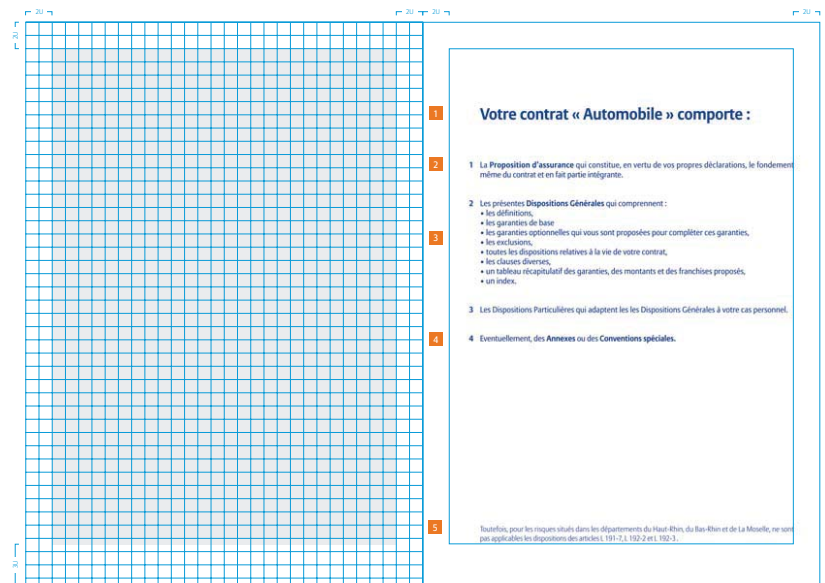 2U
2U
2U
2U
2U
1
Votre contrat « Automobile » comporte :
2
1 La Proposition d'assurance qui constitue, en vertu de vos propres déclarations, le fondement
même du contrat et en fait partie intégrante.
2 Les présentes Dispositions Générales qui comprennent :
• les définitions,
• les garanties de base
3
• les garanties optionnelles qui vous sont proposées pour compléter ces garanties,
• les exclusions,
• toutes les dispositions relatives à la vie de votre contrat,
• les clauses diverses,
• un tableau récapitulatif des garanties, des montants et des franchises proposés,
• un index.
3 Les Dispositions Particulières qui adaptent les les Dispositions Générales à votre cas personnel.
4
4 Eventuellement, des Annexes ou des Conventions spéciales.
5
Toutefois, pour les risques situés dans les départements du Haut-Rhin, du Bas-Rhin et de La Moselle, ne sont
pas applicables les dispositions des articles L 191-7, L 192-2 et L 192-3 .
3U